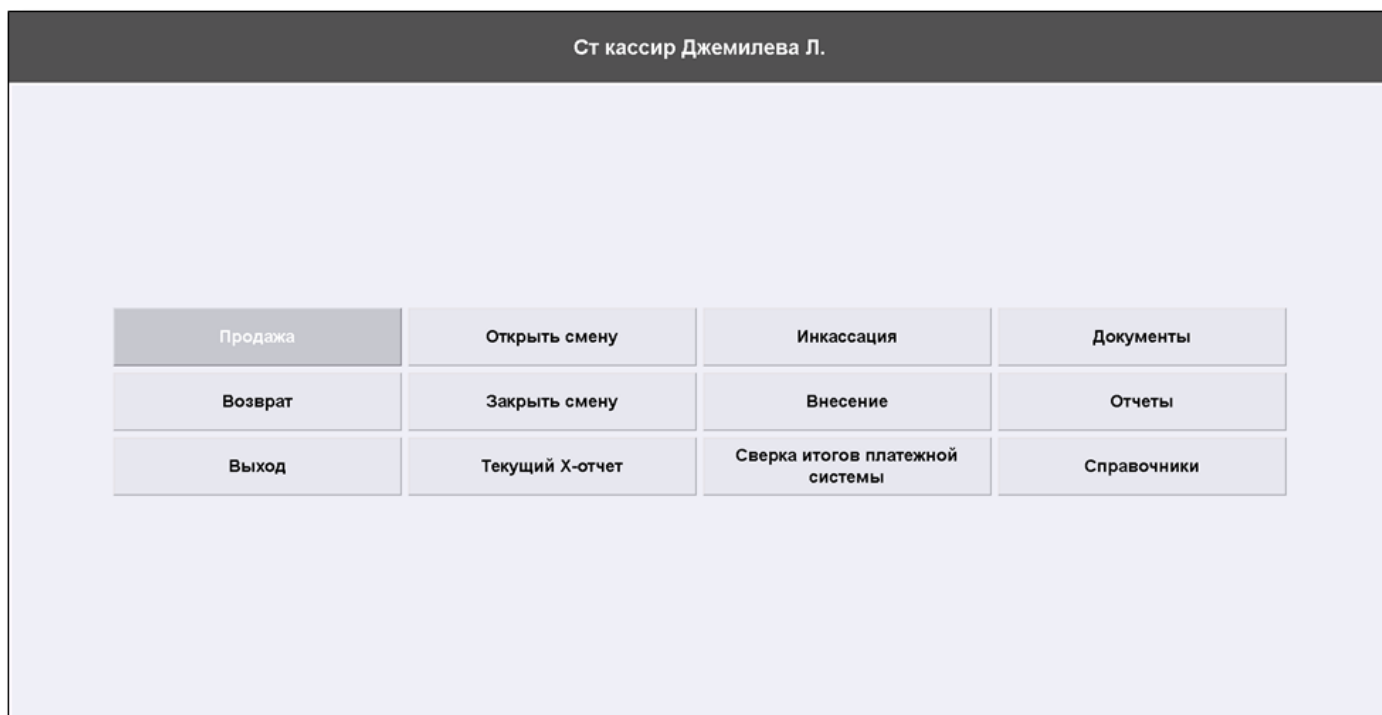 Ст кассир Джемилева Л.
Продажа
Открыть смену
Инкассация
Документы
Возврат
Закрыть смену
Внесение
Отчеты
Выход
Текущий X-отчет
Сверка итогов платежной
системы
Справочники